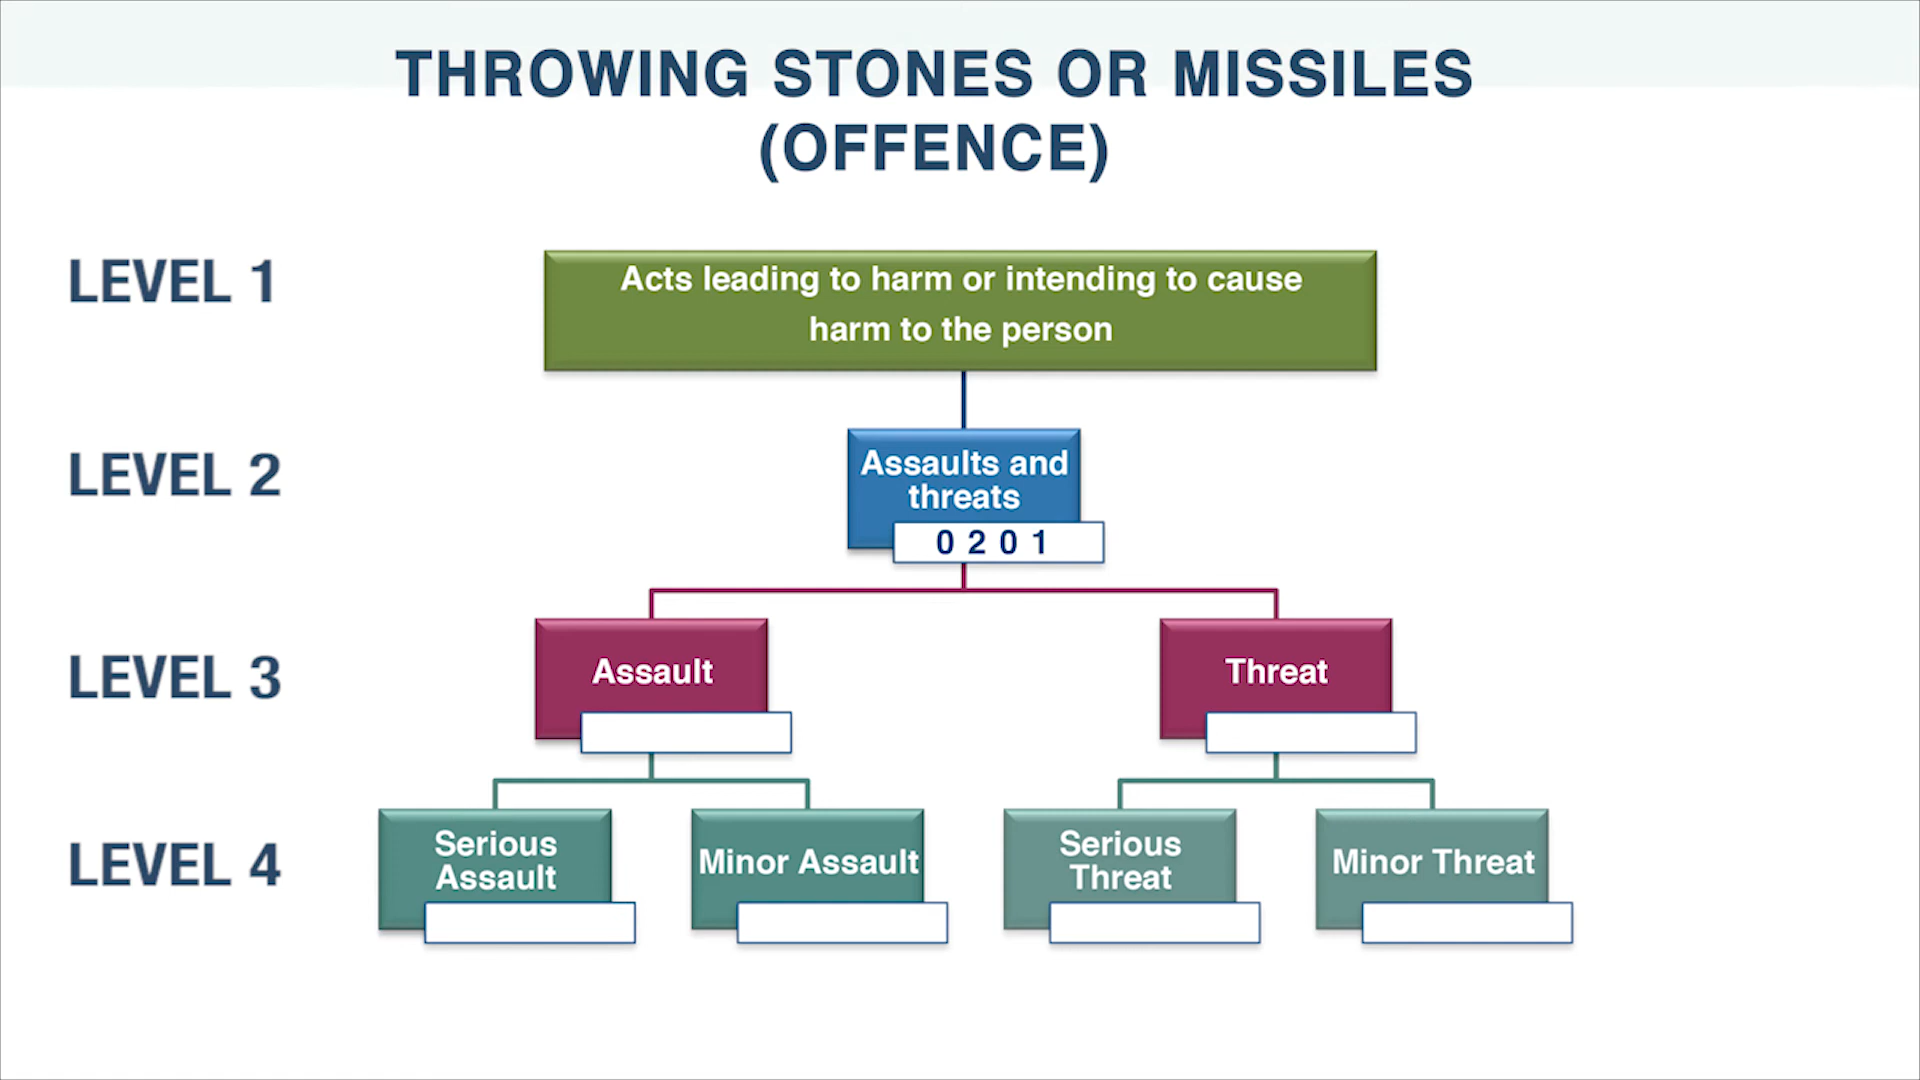 THROWING STONES OR MISSILES
(OFFENCE)
LEVEL 1
Acts leading to harm or intending to cause
harm to the person
LEVEL 2
Assaults and
threats
0 2 0 1
LEVEL 3
Assault
Threat
LEVEL 4
Serious
Assault
Minor Assault
Serious
Threat
Minor Threat